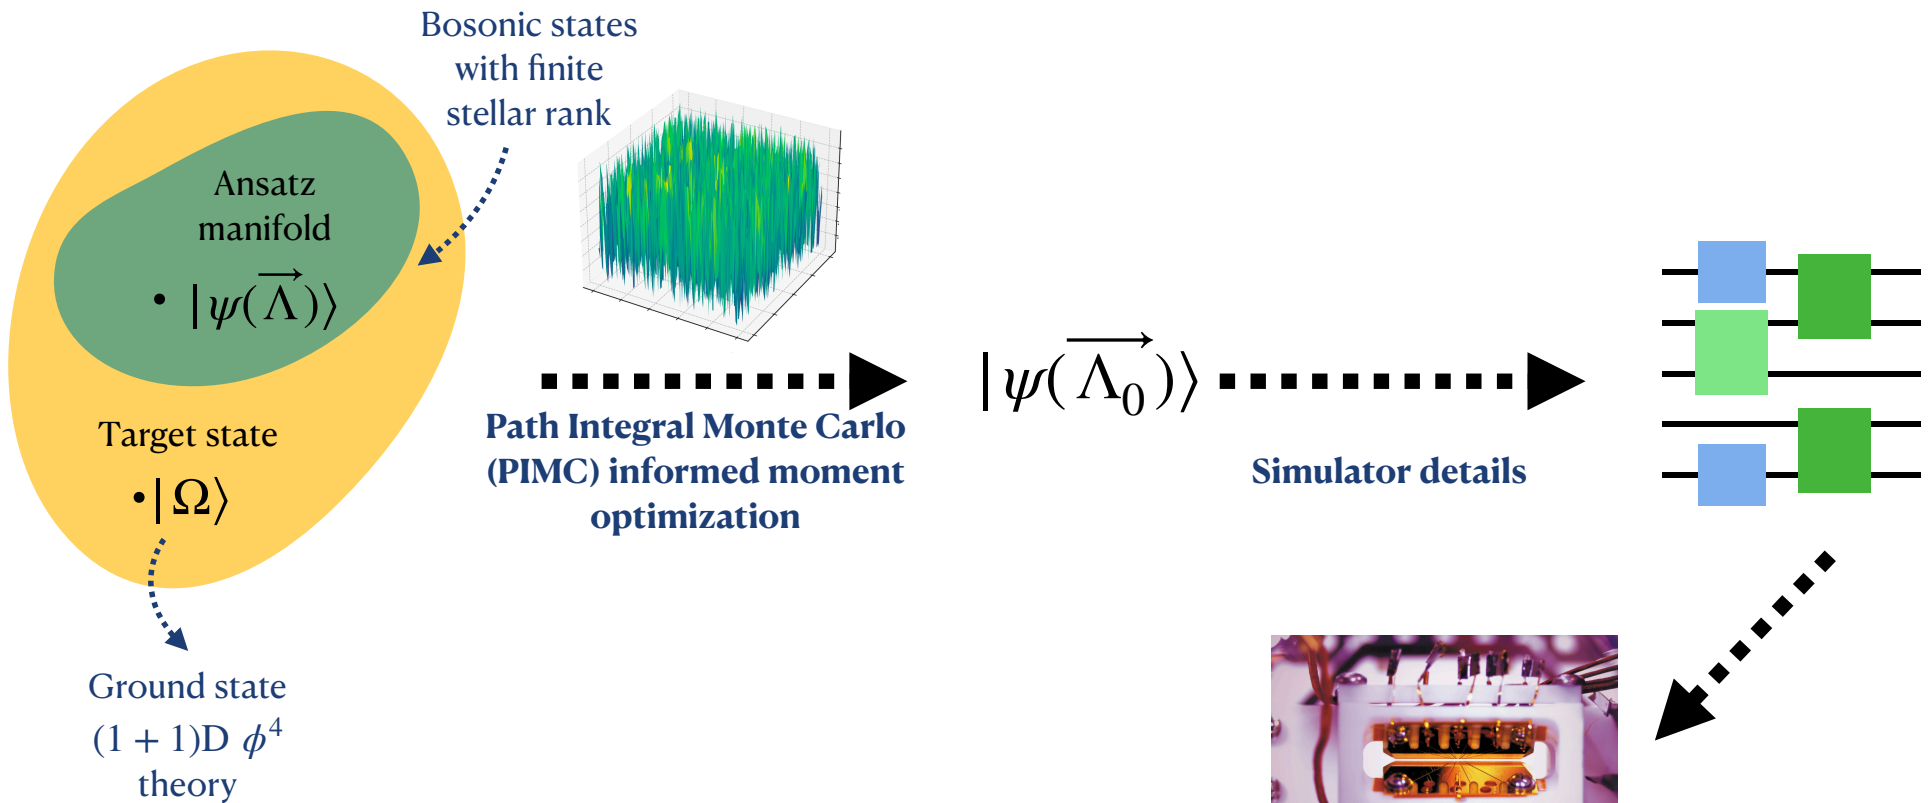 Bosonic states
with finite
stellar rank
Ansatz
manifold
• |ψ(Λ⃗)⟩
Target state
•|Ω⟩
Ground state
(1 + 1)D ϕ⁴
theory
Path Integral Monte Carlo
(PIMC) informed moment
optimization
|ψ(Λ₀⃗)⟩
Simulator details